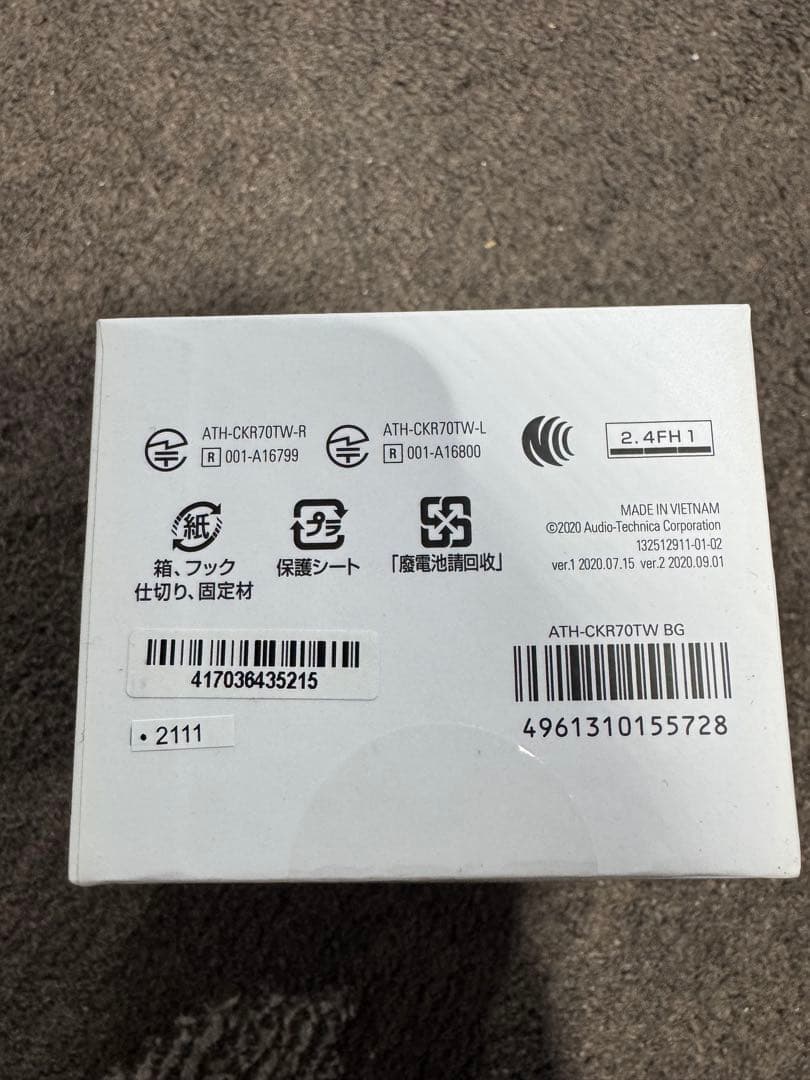 ATH-CKR70TW-R
R 001-A16799
ATH-CKR70TW-L
R 001-A16800
2.4FH1
紙
箱、フック
仕切り、固定材
プラ
保護シート
「廢電池請回收」
MADE IN VIETNAM
©2020 Audio-Technica Corporation
132512911-01-02
ver.1 2020.07.15 ver.2 2020.09.01
417036435215
• 2111
ATH-CKR70TW BG
4961310155728